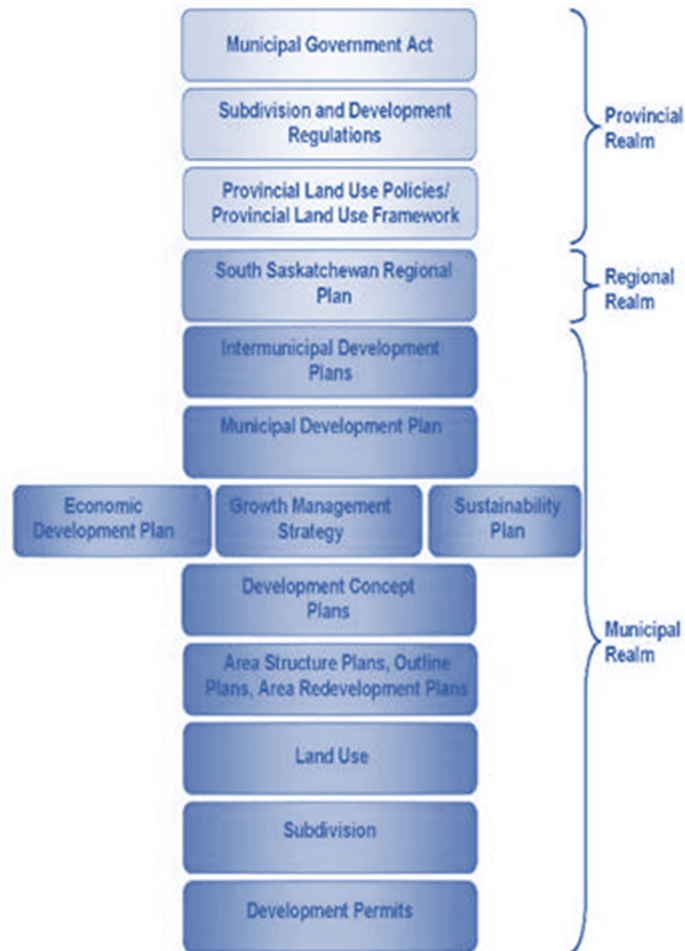 Municipal Government Act
Subdivision and Development
Regulations
Provincial Land Use Policies/
Provincial Land Use Framework
Provincial
Realm
South Saskatchewan Regional
Plan
Regional
Realm
Intermunicipal Development
Plans
Municipal Development Plan
Economic
Development Plan
Growth Management
Strategy
Sustainability
Plan
Development Concept
Plans
Area Structure Plans, Outline
Plans, Area Redevelopment Plans
Land Use
Subdivision
Development Permits
Municipal
Realm